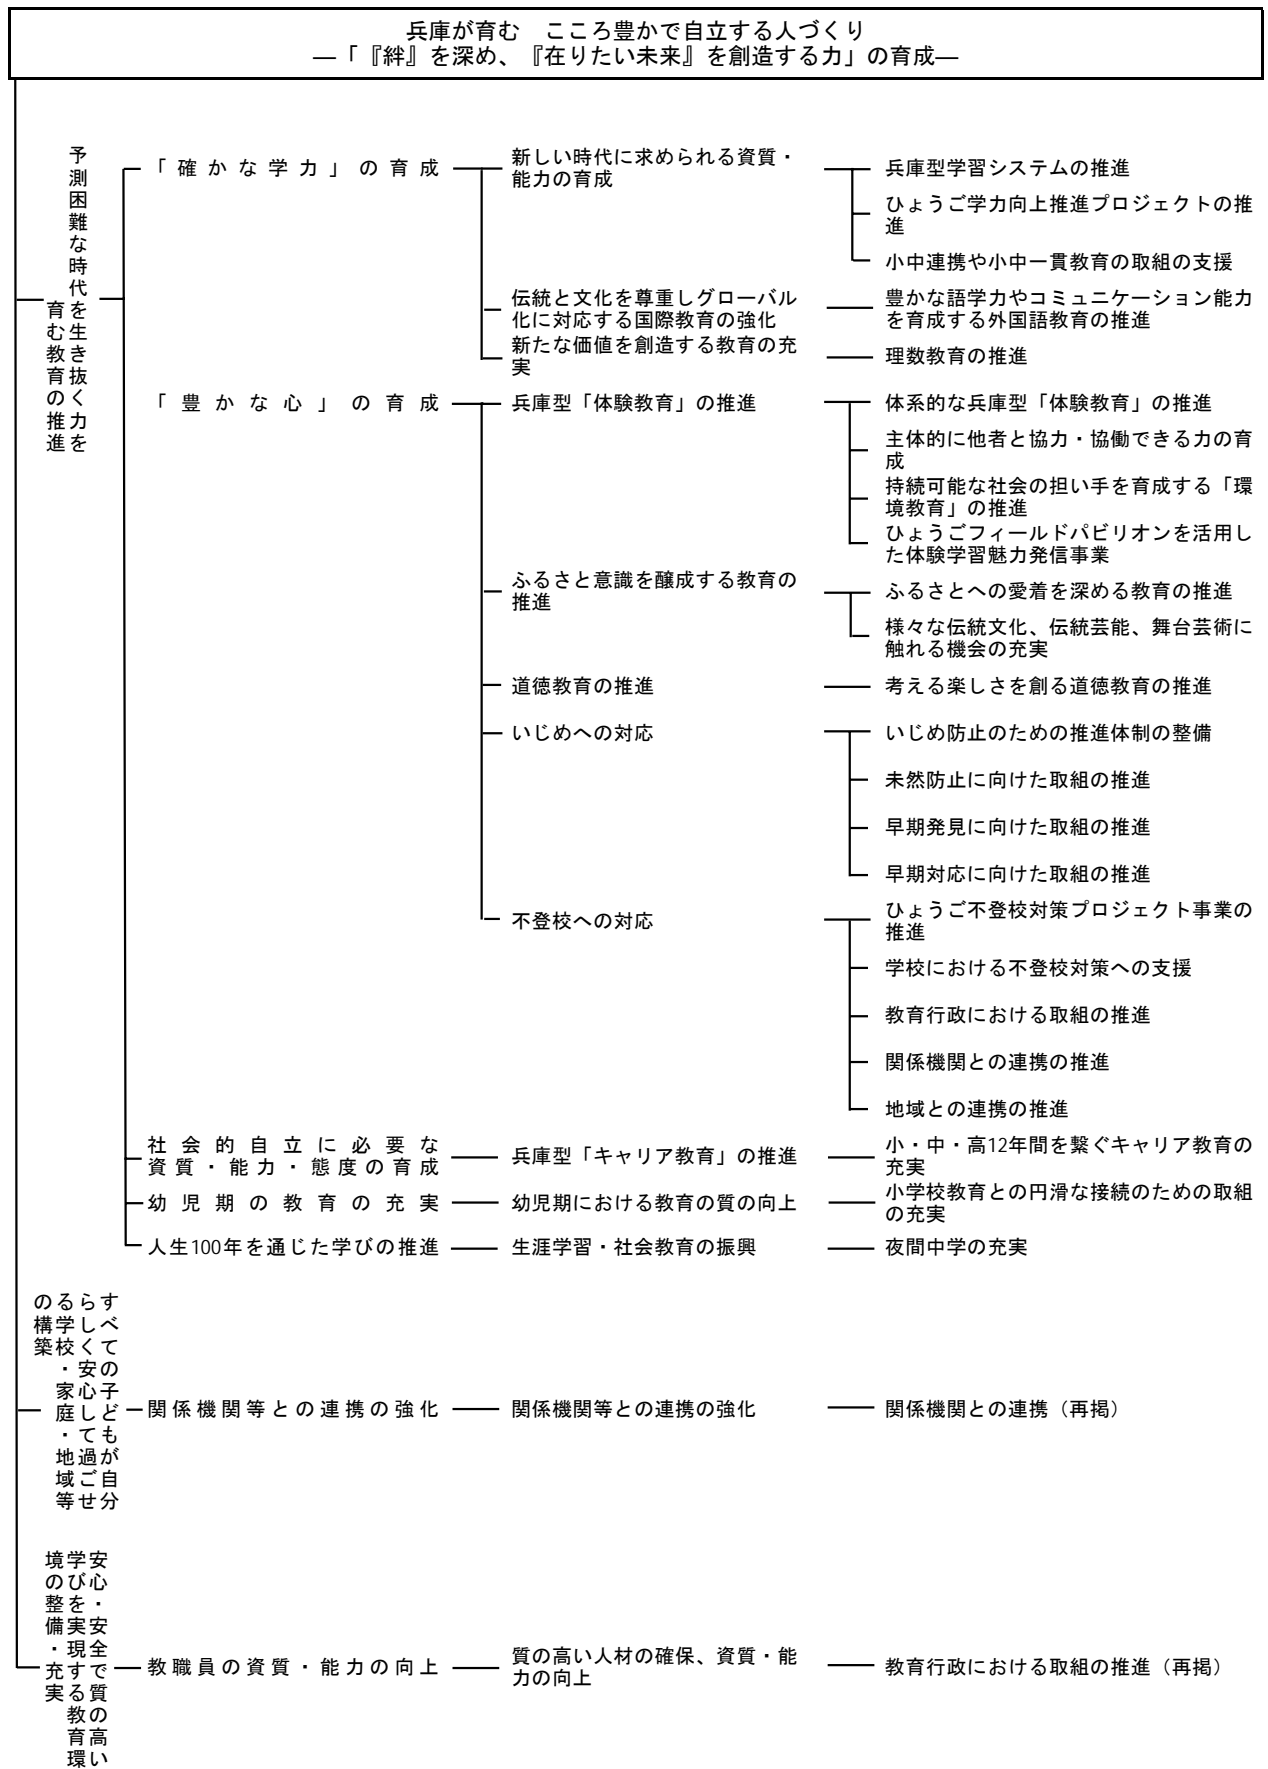 兵庫が育む　こころ豊かで自立する人づくり
―「『絆』を深め、『在りたい未来』を創造する力」の育成―
予測困難な時代を生き抜く力を
育む教育の推進
「確かな学力」の育成
新しい時代に求められる資質・
能力の育成
兵庫型学習システムの推進
ひょうご学力向上推進プロジェクトの推
進
小中連携や小中一貫教育の取組の支援
伝統と文化を尊重しグローバル
化に対応する国際教育の強化
豊かな語学力やコミュニケーション能力
を育成する外国語教育の推進
新たな価値を創造する教育の充
実
理数教育の推進
「豊かな心」の育成
兵庫型「体験教育」の推進
体系的な兵庫型「体験教育」の推進
主体的に他者と協力・協働できる力の育
成
持続可能な社会の担い手を育成する「環
境教育」の推進
ひょうごフィールドパビリオンを活用し
た体験学習魅力発信事業
ふるさと意識を醸成する教育の
推進
ふるさとへの愛着を深める教育の推進
様々な伝統文化、伝統芸能、舞台芸術に
触れる機会の充実
道徳教育の推進
考える楽しさを創る道徳教育の推進
いじめへの対応
いじめ防止のための推進体制の整備
未然防止に向けた取組の推進
早期発見に向けた取組の推進
早期対応に向けた取組の推進
不登校への対応
ひょうご不登校対策プロジェクト事業の
推進
学校における不登校対策への支援
教育行政における取組の推進
関係機関との連携の推進
地域との連携の推進
社会的自立に必要な
資質・能力・態度の育成
兵庫型「キャリア教育」の推進
小・中・高12年間を繋ぐキャリア教育の
充実
幼児期の教育の充実
幼児期における教育の質の向上
小学校教育との円滑な接続のための取組
の充実
人生100年を通じた学びの推進
生涯学習・社会教育の振興
夜間中学の充実
すべての子どもが自分
らしく安心して過ごせ
る学校・家庭・地域等
の構築
関係機関等との連携の強化
関係機関等との連携の強化
関係機関との連携（再掲）
安心・安全で質の高い
学びを実現する教育環
境の整備・充実
教職員の資質・能力の向上
質の高い人材の確保、資質・能
力の向上
教育行政における取組の推進（再掲）